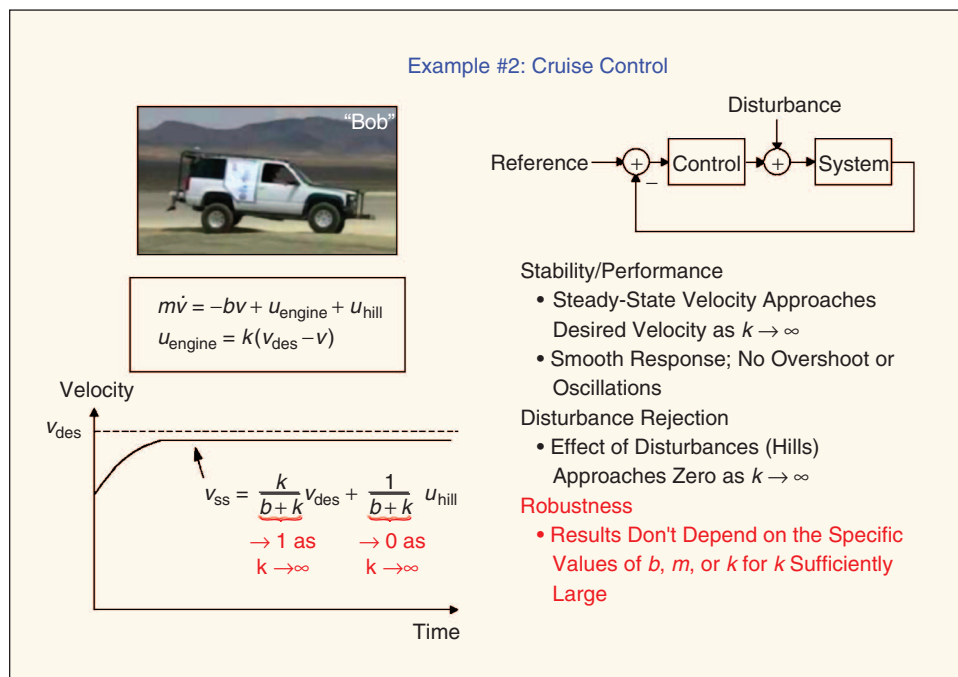 Example #2: Cruise Control
"Bob"
mv̇ = −bv + u_engine + u_hill
u_engine = k(v_des − v)
Velocity
v_des
v_ss = k/(b + k) v_des + 1/(b + k) u_hill
→ 1 as → 0 as
k →∞ k →∞
Time
Disturbance
Reference + Control + System
−
Stability/Performance
• Steady-State Velocity Approaches
Desired Velocity as k → ∞
• Smooth Response; No Overshoot or
Oscillations
Disturbance Rejection
• Effect of Disturbances (Hills)
Approaches Zero as k → ∞
Robustness
• Results Don't Depend on the Specific
Values of b, m, or k for k Sufficiently
Large